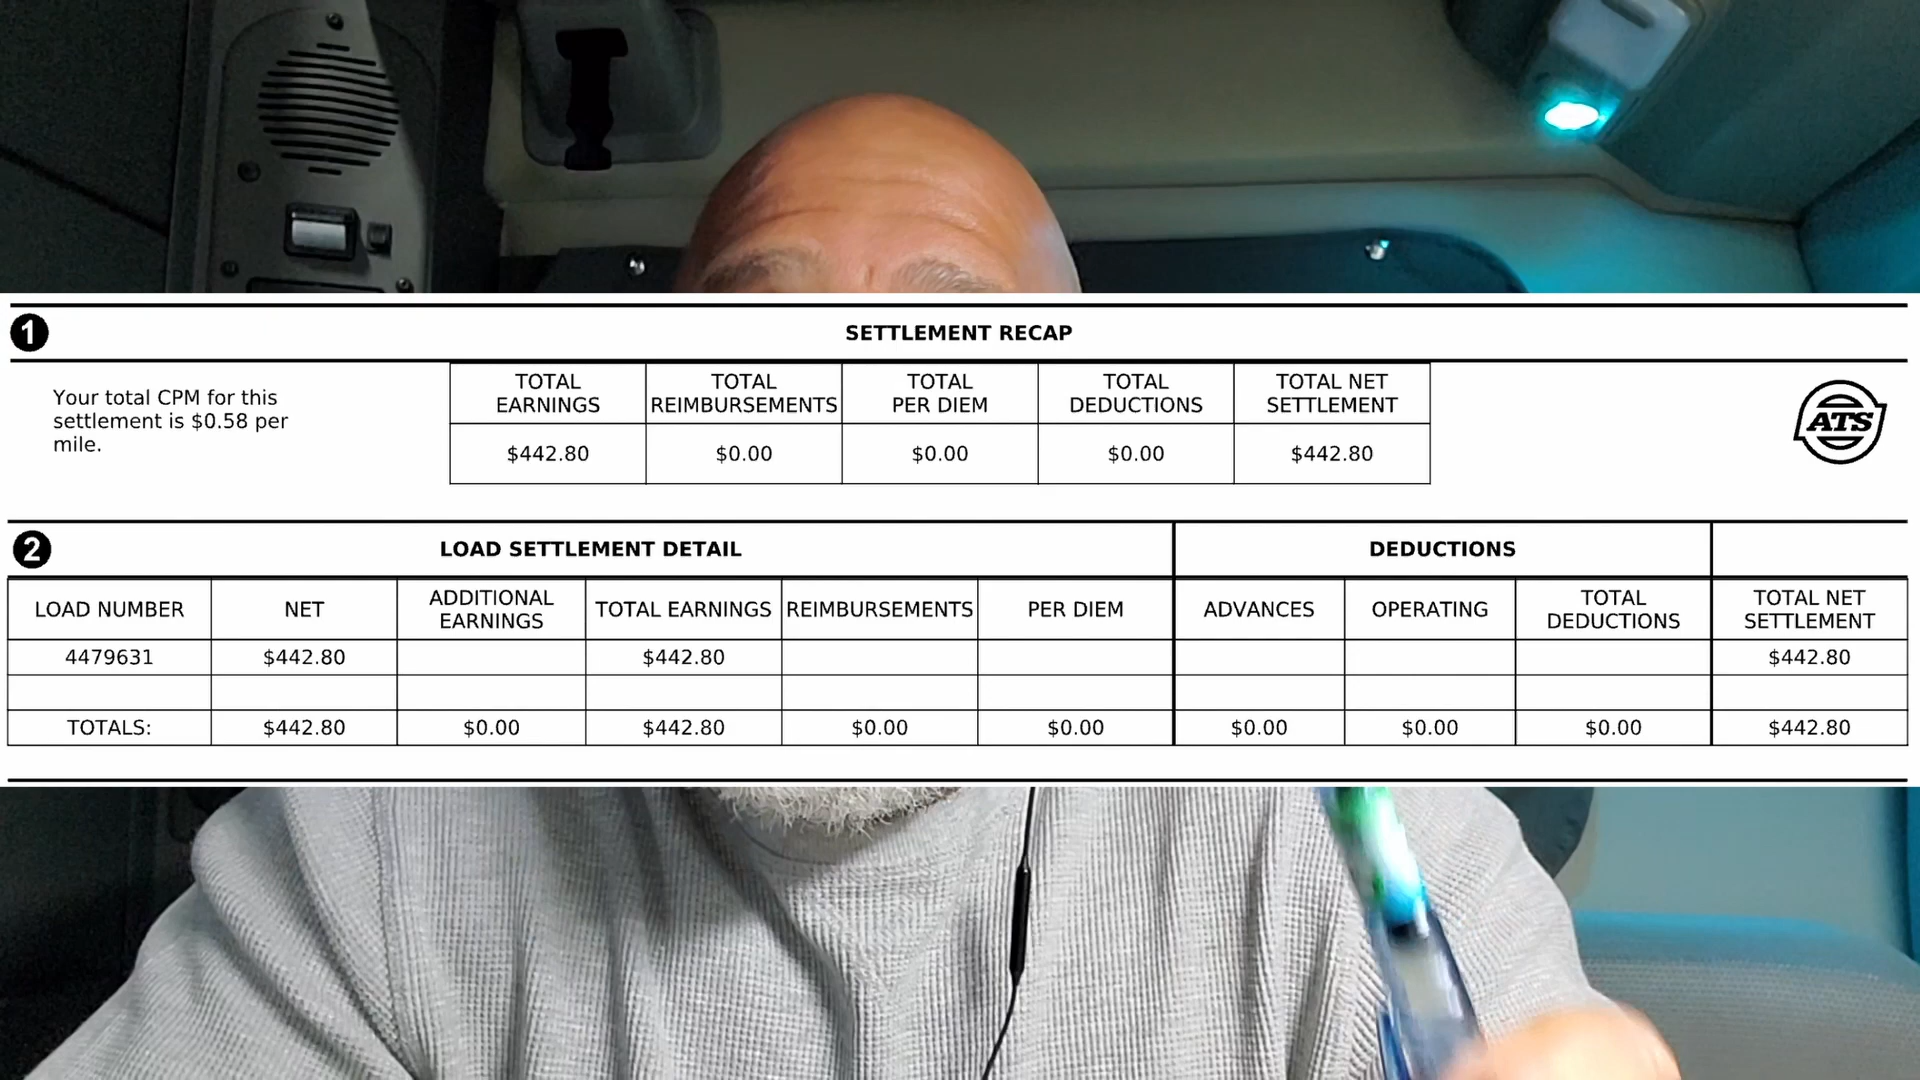 1
SETTLEMENT RECAP
Your total CPM for this
settlement is $0.58 per
mile.
TOTAL EARNINGS TOTAL REIMBURSEMENTS TOTAL PER DIEM TOTAL DEDUCTIONS TOTAL NET SETTLEMENT
$442.80 $0.00 $0.00 $0.00 $442.80
ATS
2
LOAD SETTLEMENT DETAIL DEDUCTIONS
LOAD NUMBER NET ADDITIONAL EARNINGS TOTAL EARNINGS REIMBURSEMENTS PER DIEM ADVANCES OPERATING TOTAL DEDUCTIONS TOTAL NET SETTLEMENT
4479631 $442.80 $442.80 $442.80
TOTALS: $442.80 $0.00 $442.80 $0.00 $0.00 $0.00 $0.00 $0.00 $442.80